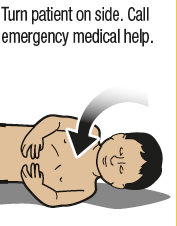 Turn patient on side. Call
emergency medical help.